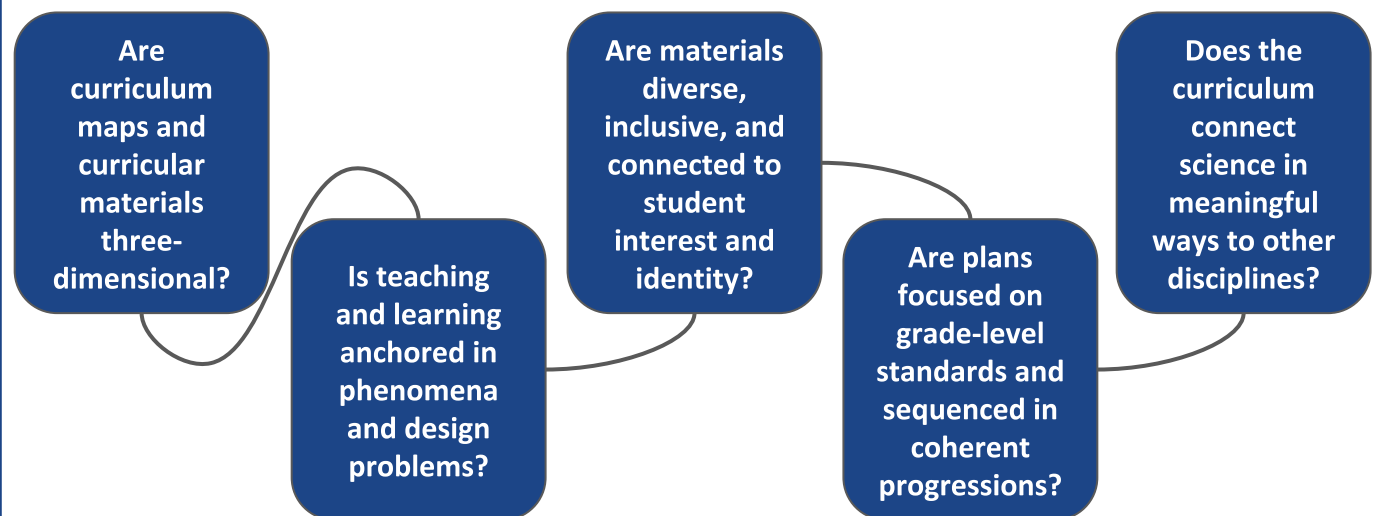 Are
curriculum
maps and
curricular
materials
three-
dimensional?
Is teaching
and learning
anchored in
phenomena
and design
problems?
Are materials
diverse,
inclusive, and
connected to
student
interest and
identity?
Are plans
focused on
grade-level
standards and
sequenced in
coherent
progressions?
Does the
curriculum
connect
science in
meaningful
ways to other
disciplines?